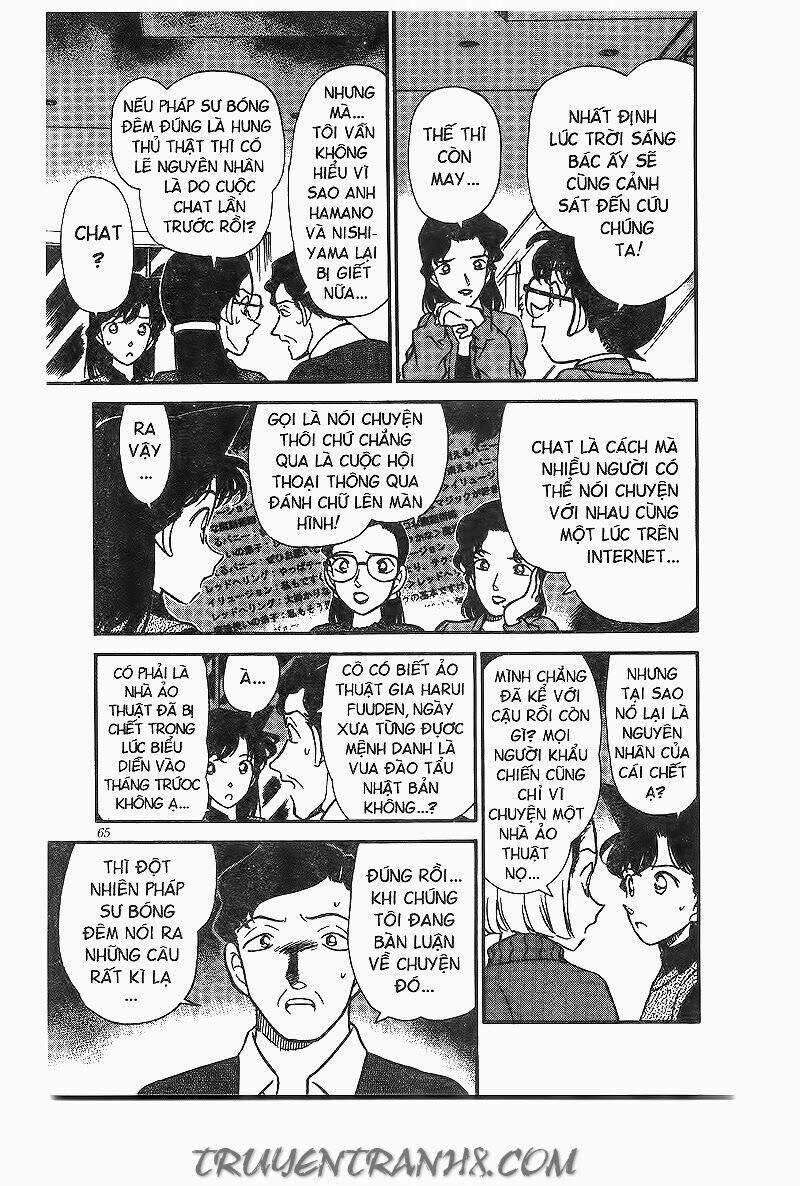 NHẤT ĐỊNH
LÚC TRỜI SÁNG
BÁC ẤY SẼ
CÙNG CẢNH
SÁT ĐẾN CỨU
CHÚNG
TA!
THẾ THÌ
CÒN
MAY...
NHƯNG
MÀ...
TÔI VẪN
KHÔNG
HIỂU VÌ
SAO ANH
HAMANO
VÀ NISHI-
YAMA LẠI
BỊ GIẾT
NỮA...
NẾU PHÁP SƯ BÓNG
ĐÊM ĐÚNG LÀ HUNG
THỦ THẬT THÌ CÓ
LẼ NGUYÊN NHÂN
LÀ DO CUỘC
CHAT LẦN
TRƯỚC RỒI?
CHAT
?
CHAT LÀ CÁCH MÀ
NHIỀU NGƯỜI CÓ
THỂ NÓI CHUYỆN
VỚI NHAU CÙNG
MỘT LÚC TRÊN
INTERNET...
GỌI LÀ NÓI CHUYỆN
THÔI CHỨ CHẲNG
QUA LÀ CUỘC HỘI
THOẠI THÔNG QUA
ĐÁNH CHỮ LÊN MÀN
HÌNH!
RA
VẬY
...
NHƯNG
TẠI SAO
NÓ LẠI LÀ
NGUYÊN
NHÂN CỦA
CÁI CHẾT
Ạ?
MÌNH CHẲNG
ĐÃ KỂ VỚI
CẬU RỒI CÒN
GÌ? MỌI
NGƯỜI KHẨU
CHIẾN CŨNG
CHỈ VÌ
CHUYỆN MỘT
NHÀ ẢO
THUẬT
NỌ...
CÔ CÓ BIẾT ẢO
THUẬT GIA HARUI
FUUDEN, NGÀY
XƯA TỪNG ĐƯỢC
MỆNH DANH LÀ
VUA ĐÀO TẨU
NHẬT BẢN
KHÔNG...?
À...
CÓ PHẢI LÀ
NHÀ ẢO
THUẬT ĐÃ BỊ
CHẾT TRONG
LÚC BIỂU
DIỄN VÀO
THÁNG TRƯỚC
KHÔNG Ạ...
65
ĐÚNG RỒI...
KHI CHÚNG
TÔI ĐANG
BÀN LUẬN
VỀ CHUYỆN
ĐÓ...
THÌ ĐỘT
NHIÊN PHÁP
SƯ BÓNG
ĐÊM NÓI RA
NHỮNG CÂU
RẤT KÌ LẠ
...
TRUYENTRANH8.COM